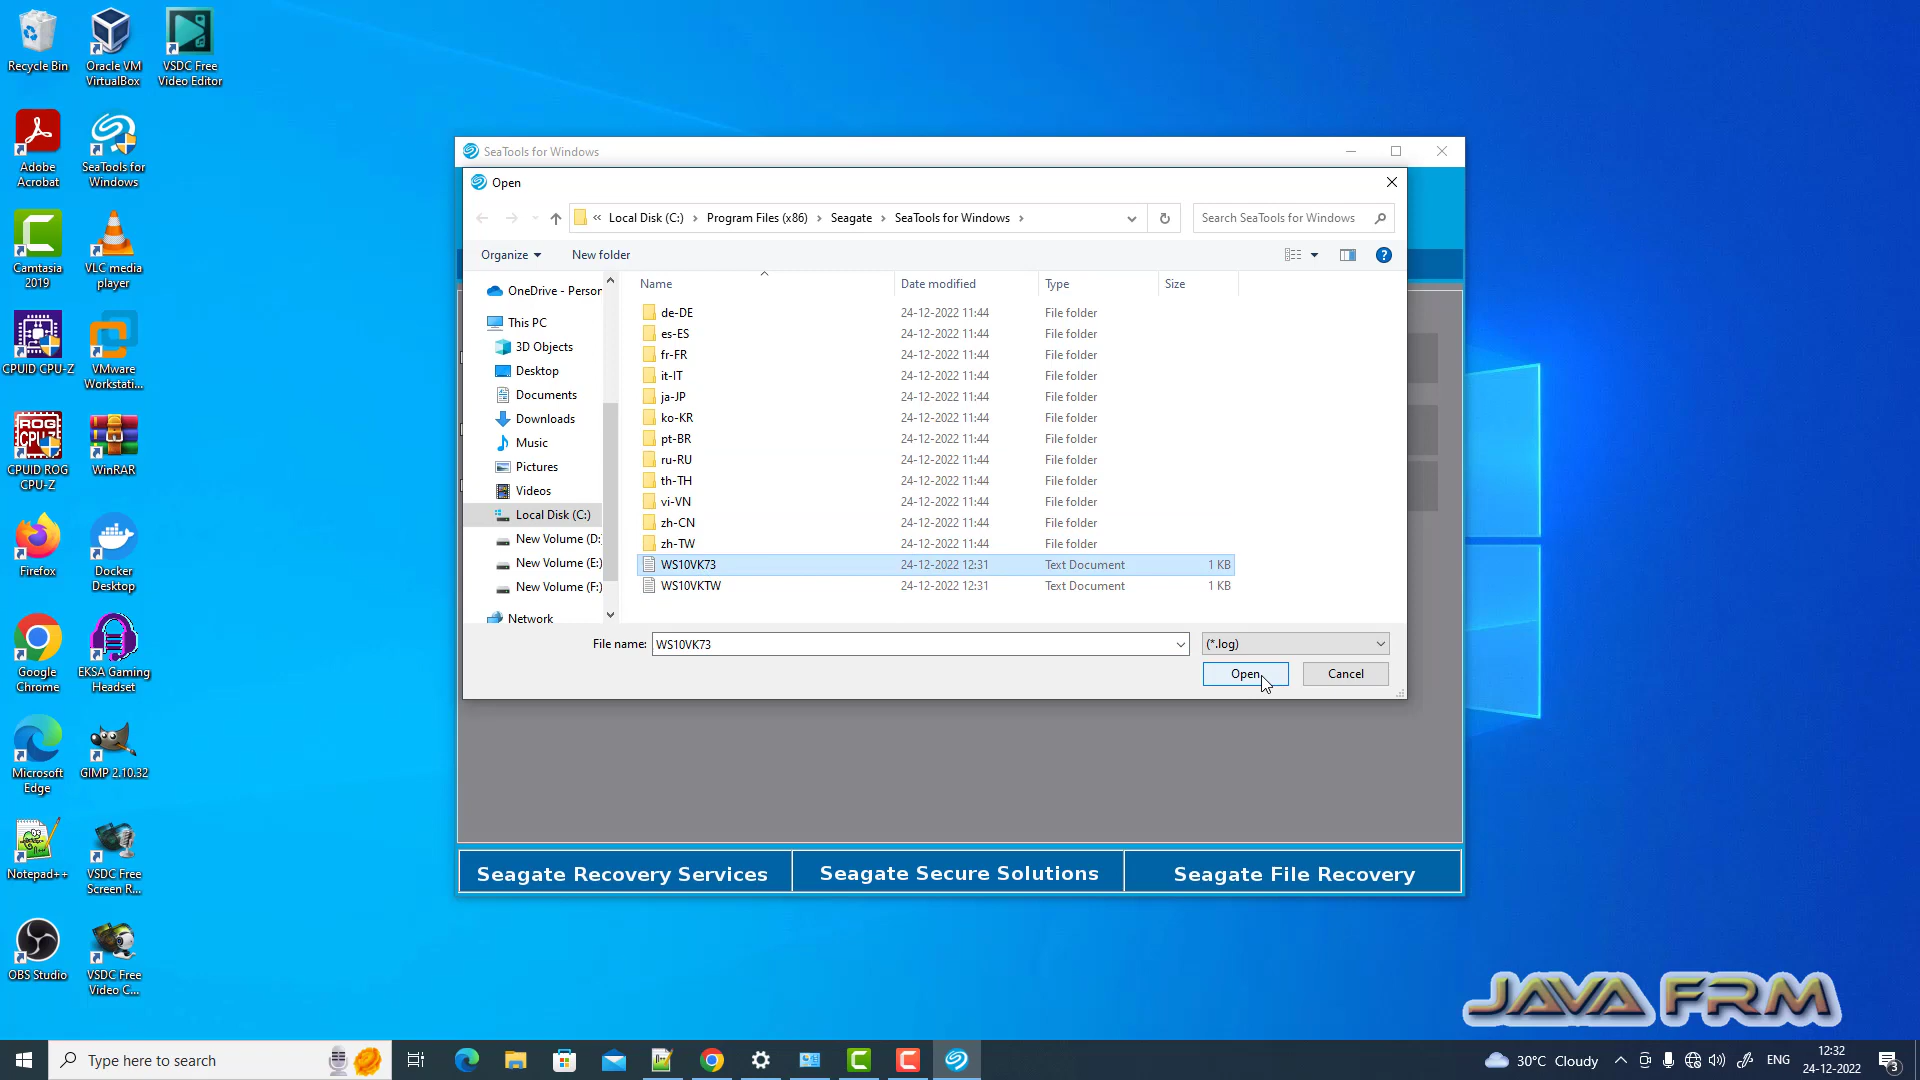 Recycle Bin
Oracle VM
VirtualBox
VSDC Free
Video Editor
Adobe
Acrobat
SeaTools for
Windows
Camtasia
2019
VLC media
player
CPUID CPU-Z
VMware
Workstati...
CPUID ROG
CPU-Z
WinRAR
Firefox
Docker
Desktop
Google
Chrome
EKSA Gaming
Headset
Microsoft
Edge
GIMP 2.10.32
Notepad++
VSDC Free
Screen R...
OBS Studio
VSDC Free
Video C...
SeaTools for Windows
Open
« Local Disk (C:) > Program Files (x86) > Seagate > SeaTools for Windows >
Search SeaTools for Windows
Organize
New folder
OneDrive - Person
This PC
3D Objects
Desktop
Documents
Downloads
Music
Pictures
Videos
Local Disk (C:)
New Volume (D:
New Volume (E:)
New Volume (F:)
Network
Name Date modified Type Size
de-DE 24-12-2022 11:44 File folder
es-ES 24-12-2022 11:44 File folder
fr-FR 24-12-2022 11:44 File folder
it-IT 24-12-2022 11:44 File folder
ja-JP 24-12-2022 11:44 File folder
ko-KR 24-12-2022 11:44 File folder
pt-BR 24-12-2022 11:44 File folder
ru-RU 24-12-2022 11:44 File folder
th-TH 24-12-2022 11:44 File folder
vi-VN 24-12-2022 11:44 File folder
zh-CN 24-12-2022 11:44 File folder
zh-TW 24-12-2022 11:44 File folder
WS10VK73 24-12-2022 12:31 Text Document 1 KB
WS10VKTW 24-12-2022 12:31 Text Document 1 KB
File name: WS10VK73
(*.log)
Open
Cancel
Seagate Recovery Services
Seagate Secure Solutions
Seagate File Recovery
JAVA FRM
Type here to search
30°C Cloudy
ENG
12:32
24-12-2022
3